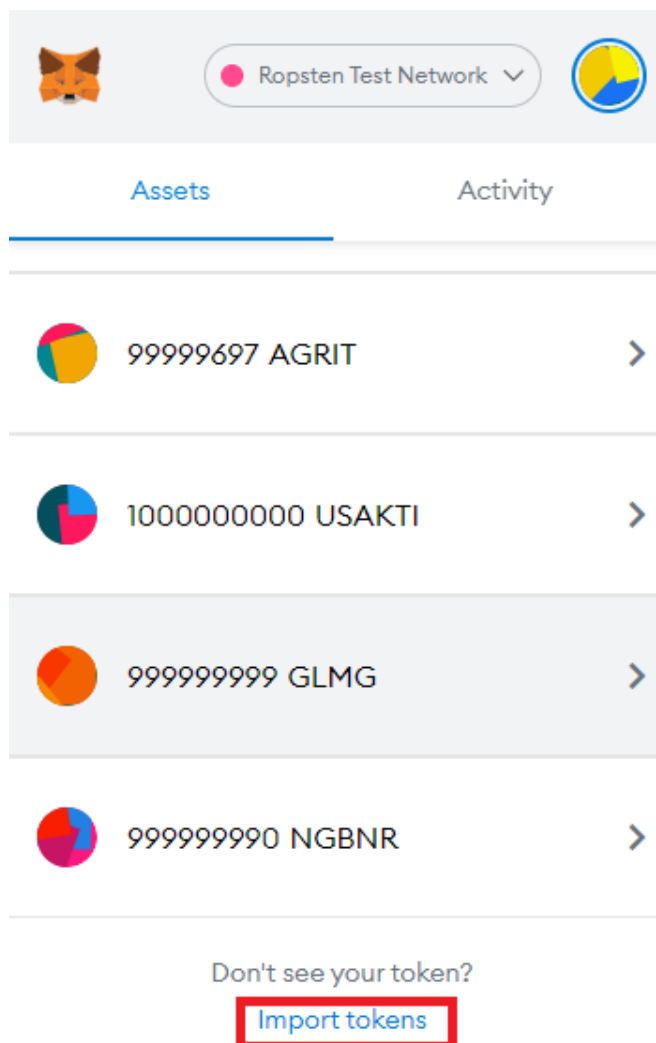 Ropsten Test Network
Assets Activity
99999697 AGRIT
1000000000 USAKTI
999999999 GLMG
999999990 NGBNR
Don't see your token?
Import tokens